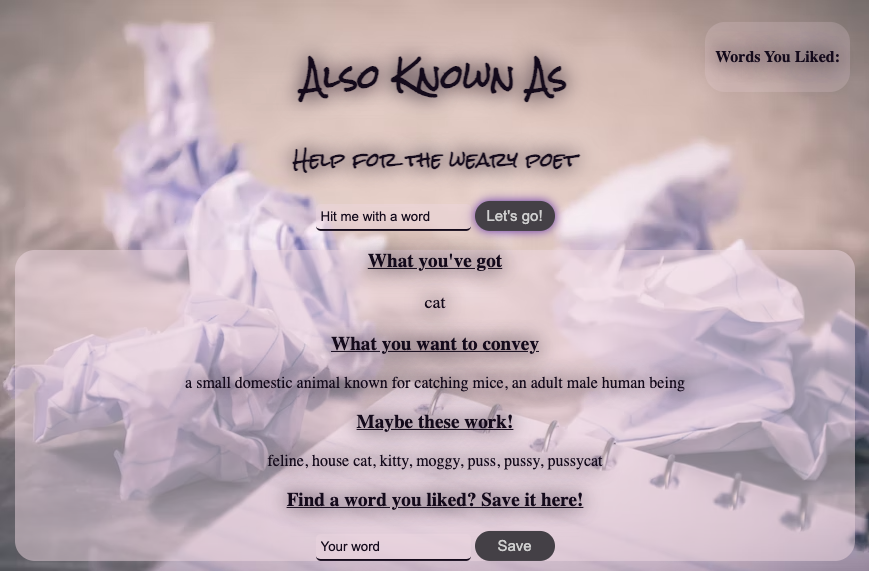 Also Known As
Words You Liked:
Help for the weary poet
Hit me with a word
Let's go!
What you've got
cat
What you want to convey
a small domestic animal known for catching mice, an adult male human being
Maybe these work!
feline, house cat, kitty, moggy, puss, pussy, pussycat
Find a word you liked? Save it here!
Your word
Save